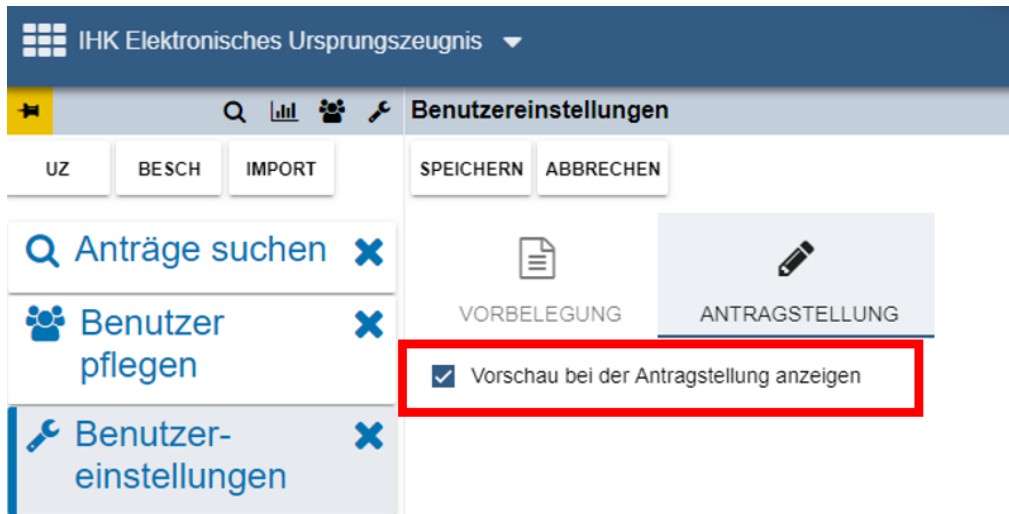 IHK Elektronisches Ursprungszeugnis
Benutzereinstellungen
UZ BESCH IMPORT
SPEICHERN ABBRECHEN
Anträge suchen
Benutzer
pflegen
Benutzer-
einstellungen
VORBELEGUNG ANTRAGSTELLUNG
Vorschau bei der Antragstellung anzeigen